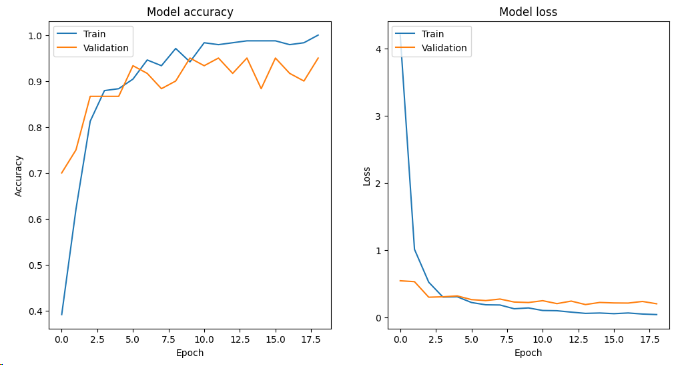 Model accuracy
Train
Validation
1.0
0.9
0.8
0.7
0.6
0.5
0.4
Accuracy
0.0 2.5 5.0 7.5 10.0 12.5 15.0 17.5
Epoch
Model loss
Train
Validation
4
3
2
1
0
Loss
0.0 2.5 5.0 7.5 10.0 12.5 15.0 17.5
Epoch